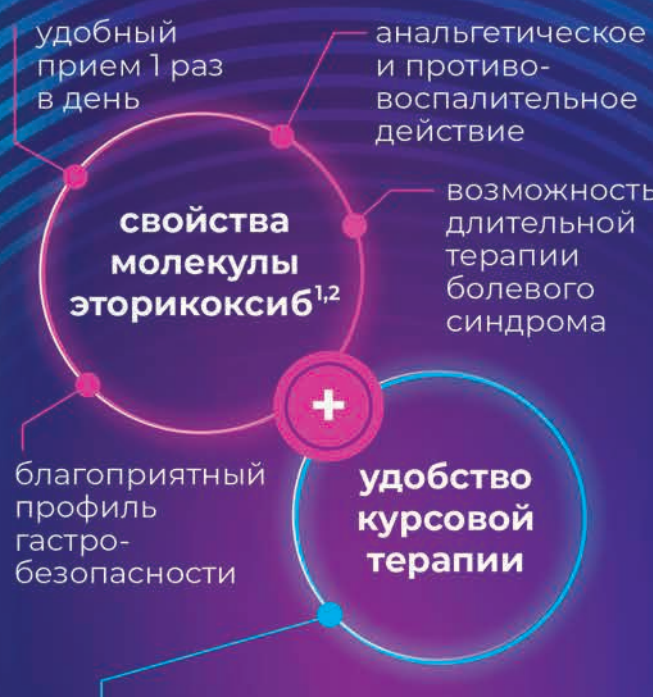 удобный
прием 1 раз
в день
анальгетическое
и противо-
воспалительное
действие
возможность
длительной
терапии
болевого
синдрома
свойства
молекулы
эторикоксиб1,2
+
благоприятный
профиль
гастро-
безопасности
удобство
курсовой
терапии